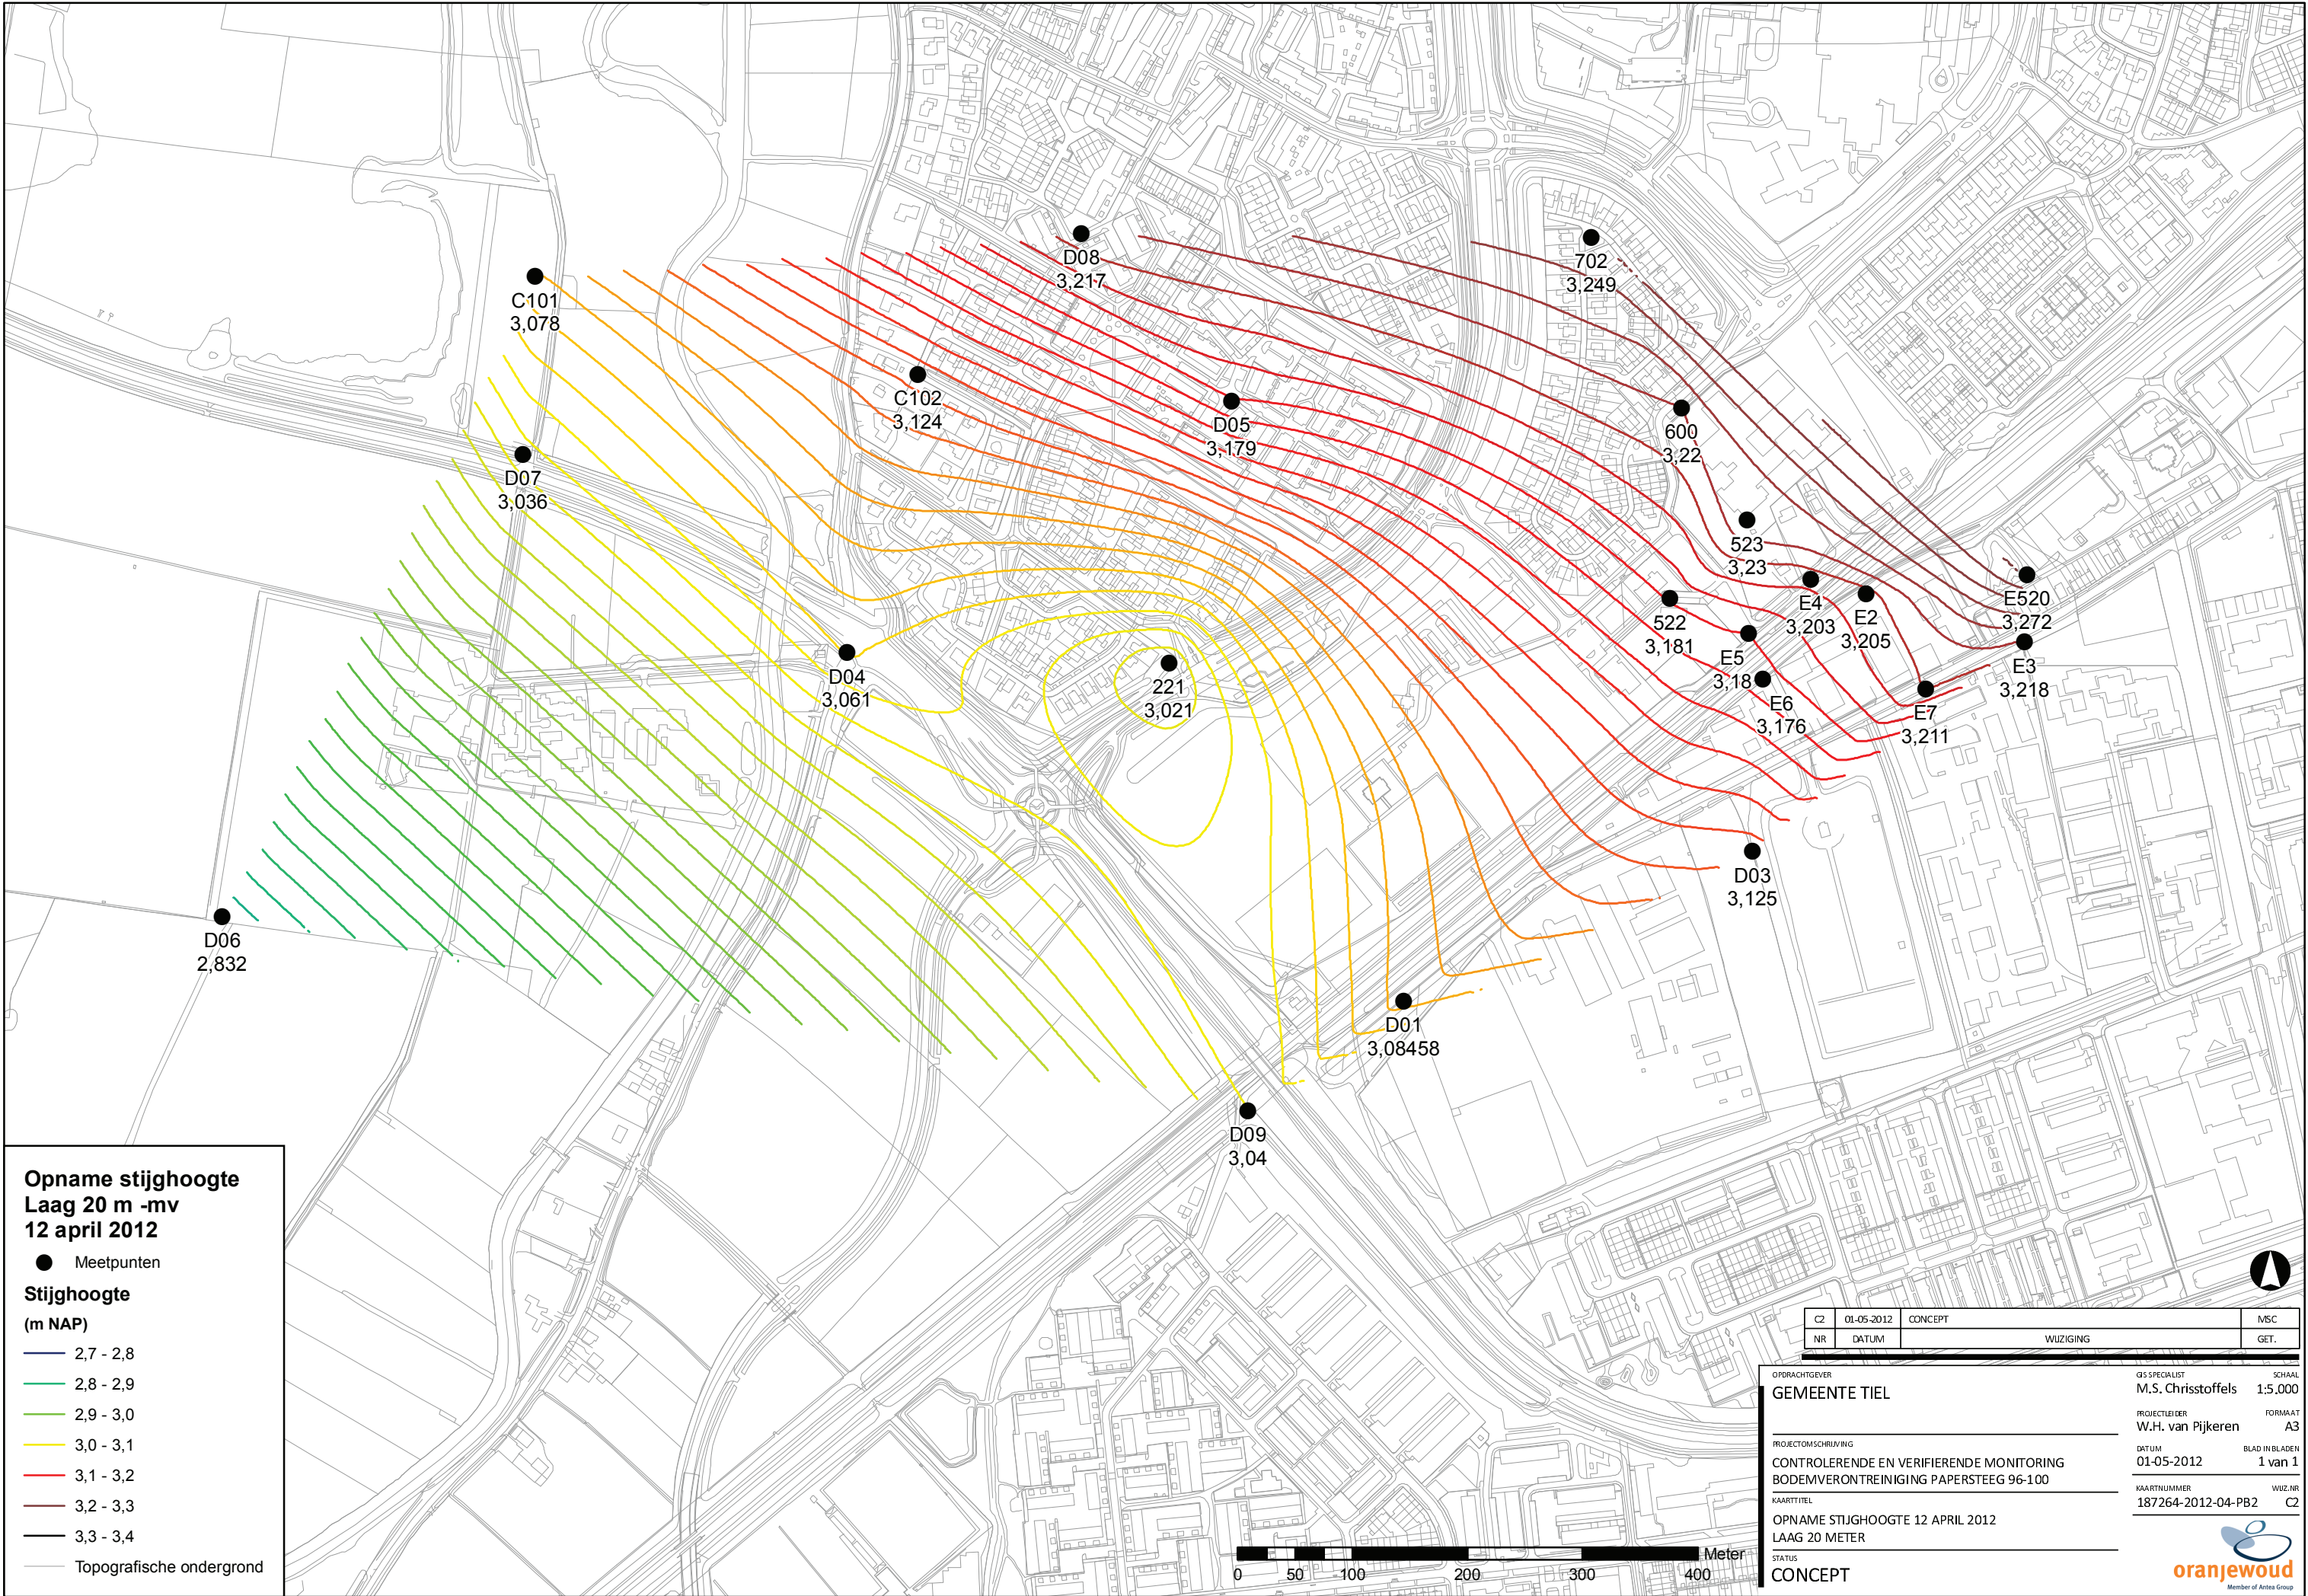 D08
3,217
702
3,249
C101
3,078
C102
3,124
D05
3,179
600
3,22
D07
3,036
523
3,23
E4
3,203
E2
3,205
E520
3,272
522
3,181
E5
3,18
E6
3,176
E3
3,218
E7
3,211
D04
3,061
221
3,021
D03
3,125
D06
2,832
D01
3,08458
D09
3,04
Opname stijghoogte
Laag 20 m -mv
12 april 2012
Meetpunten
Stijghoogte
(m NAP)
2,7 - 2,8
2,8 - 2,9
2,9 - 3,0
3,0 - 3,1
3,1 - 3,2
3,2 - 3,3
3,3 - 3,4
Topografische ondergrond
0 50 100 200 300 400 Meter
C2 01-05-2012 CONCEPT MSC
NR DATUM WIJZIGING GET.
OPDRACHTGEVER
GEMEENTE TIEL
PROJECTOMSCHRIJVING
CONTROLERENDE EN VERIFIERENDE MONITORING
BODEMVERONTREINIGING PAPERSTEEG 96-100
KAARTTITEL
OPNAME STIJGHOOGTE 12 APRIL 2012
LAAG 20 METER
STATUS
CONCEPT
GIS SPECIALIST SCHAAL
M.S. Chrisstoffels 1:5.000
PROJECTLEIDER FORMAAT
W.H. van Pijkeren A3
DATUM BLAD IN BLADEN
01-05-2012 1 van 1
KAARTNUMMER WIJZ.NR
187264-2012-04-PB2 C2
oranjewoud
Member of Antea Group